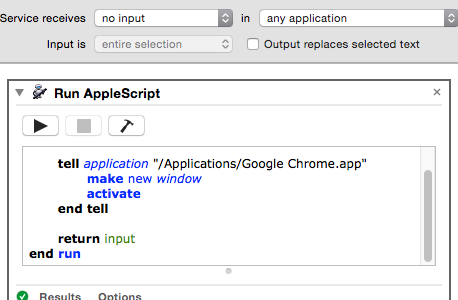 Service receives no input in any application
Input is entire selection Output replaces selected text
Run AppleScript
tell application "/Applications/Google Chrome.app"
make new window
activate
end tell
return input
end run
Results Options